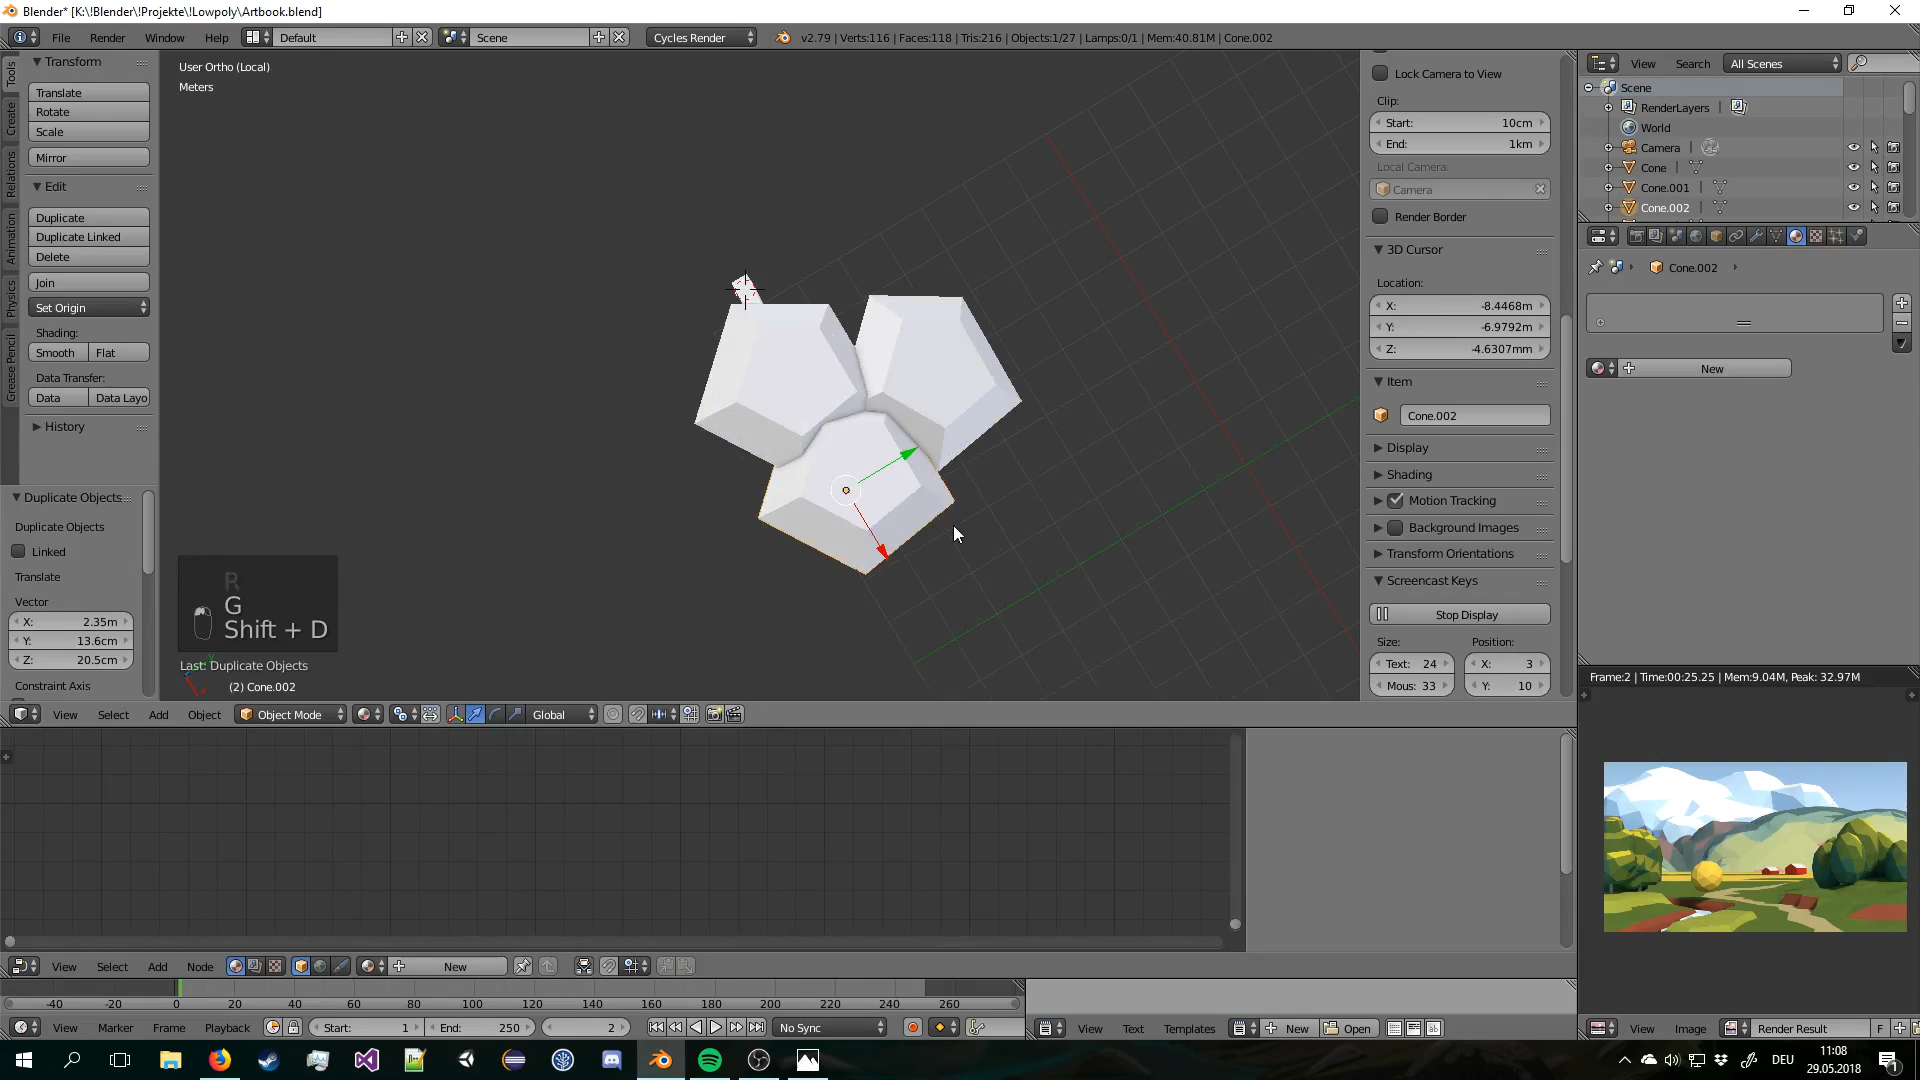 Blender* [K:\!Blender\!Projekte\!Lowpoly\Artbook.blend]
File Render Window Help Default Scene Cycles Render v2.79 | Verts:116 | Faces:118 | Tris:216 | Objects:1/27 | Lamps:0/1 | Mem:40.81M | Cone.002
Tools
Create
Relations
Animation
Physics
Grease Pencil
Transform
Translate
Rotate
Scale
Mirror
Edit
Duplicate
Duplicate Linked
Delete
Join
Set Origin
Shading:
Smooth Flat
Data Transfer:
Data Data Layo
History
Duplicate Objects
Duplicate Objects
Linked
Translate
Vector
X: 2.35m
Y: 13.6cm
Z: 20.5cm
Constraint Axis
User Ortho (Local)
Meters
R
G
Shift + D
Last: Duplicate Objects
(2) Cone.002
View Select Add Object Object Mode Global
Lock Camera to View
Clip:
Start: 10cm
End: 1km
Local Camera:
Camera
Render Border
3D Cursor
Location:
X: -8.4468m
Y: -6.9792m
Z: -4.6307mm
Item
Cone.002
Display
Shading
Motion Tracking
Background Images
Transform Orientations
Screencast Keys
Stop Display
Size: Position:
Text: 24 X: 3
Mous: 33 Y: 10
View Search All Scenes
Scene
RenderLayers
World
Camera
Cone
Cone.001
Cone.002
Cone.002
New
Frame:2 | Time:00:25.25 | Mem:9.04M, Peak: 32.97M
View Select Add Node New
-40 -20 0 20 40 60 80 100 120 140 160 180 200 220 240 260
View Marker Frame Playback Start: 1 End: 250 2 No Sync
View Text Templates New Open
View Image Render Result F
DEU
11:08
29.05.2018
1